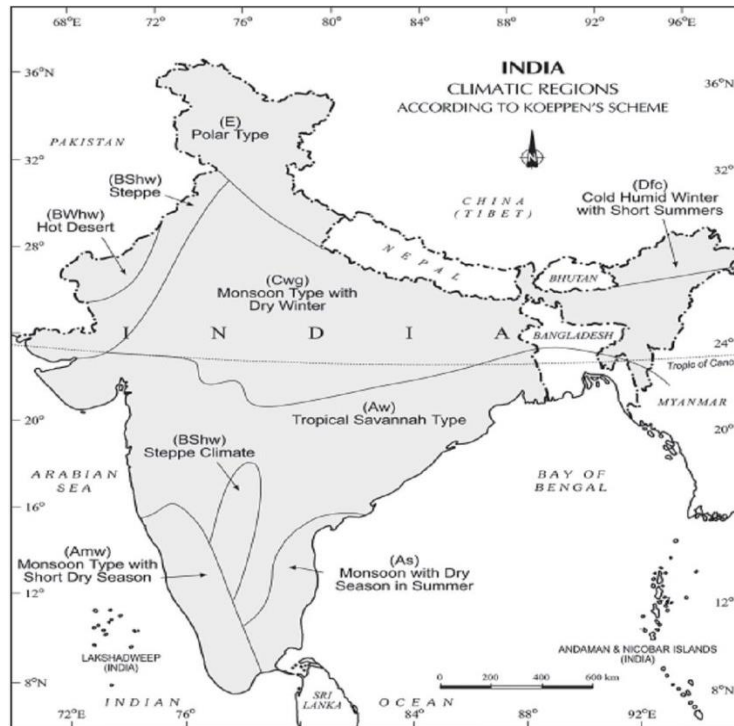 68°E 72° 76° 80° 84° 88° 92° 96° E
36°N
INDIA
CLIMATIC REGIONS
ACCORDING TO KOEPPEN'S SCHEME
36°N
(E)
Polar Type
PAKISTAN
32°
32°
(BShw)
Steppe
(BWhw)
Hot Desert
CHINA
(TIBET)
(Dfc)
Cold Humid Winter
with Short Summers
28°
28°
NEPAL
BHUTAN
(Cwg)
Monsoon Type with
Dry Winter
INDIA
BANGLADESH
24°
24°
Tropic of Canc
MYANMAR
20°
20°
(Aw)
Tropical Savannah Type
(BShw)
Steppe Climate
ARABIAN
SEA
BAY OF
BENGAL
16°
16°
(Amw)
Monsoon Type with
Short Dry Season
(As)
Monsoon with Dry
Season in Summer
12°
12°
LAKSHADWEEP
(INDIA)
ANDAMAN & NICOBAR ISLANDS
(INDIA)
0 200 400 600 km
8°N
8°N
SRI
LANKA
INDIAN OCEAN
72°E 76° 84° 88° 92°E